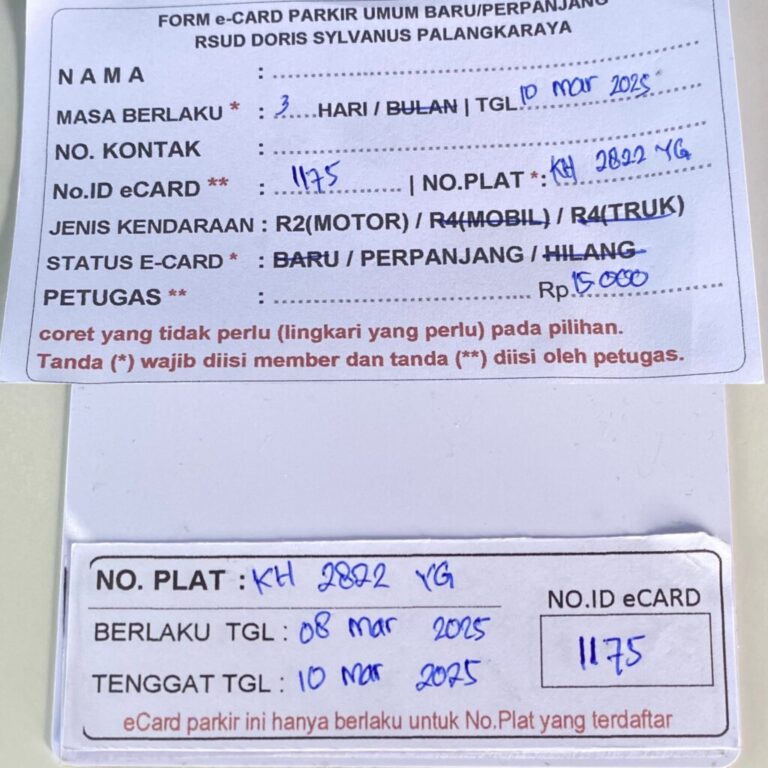 FORM e-CARD PARKIR UMUM BARU/PERPANJANG
RSUD DORIS SYLVANUS PALANGKARAYA
NAMA :
MASA BERLAKU * : 3 HARI / BULAN | TGL 10 Mar 2025
NO. KONTAK :
No.ID eCARD ** : 1175 | NO.PLAT *: KH 2822 YG
JENIS KENDARAAN : R2(MOTOR) / R4(MOBIL) / R4(TRUK)
STATUS E-CARD * : BARU / PERPANJANG / HILANG
PETUGAS ** : Rp 15.000
coret yang tidak perlu (lingkari yang perlu) pada pilihan.
Tanda (*) wajib diisi member dan tanda (**) diisi oleh petugas.
NO. PLAT : KH 2822 YG
NO.ID eCARD
BERLAKU TGL : 08 Mar 2025
1175
TENGGAT TGL : 10 Mar 2025
eCard parkir ini hanya berlaku untuk No.Plat yang terdaftar